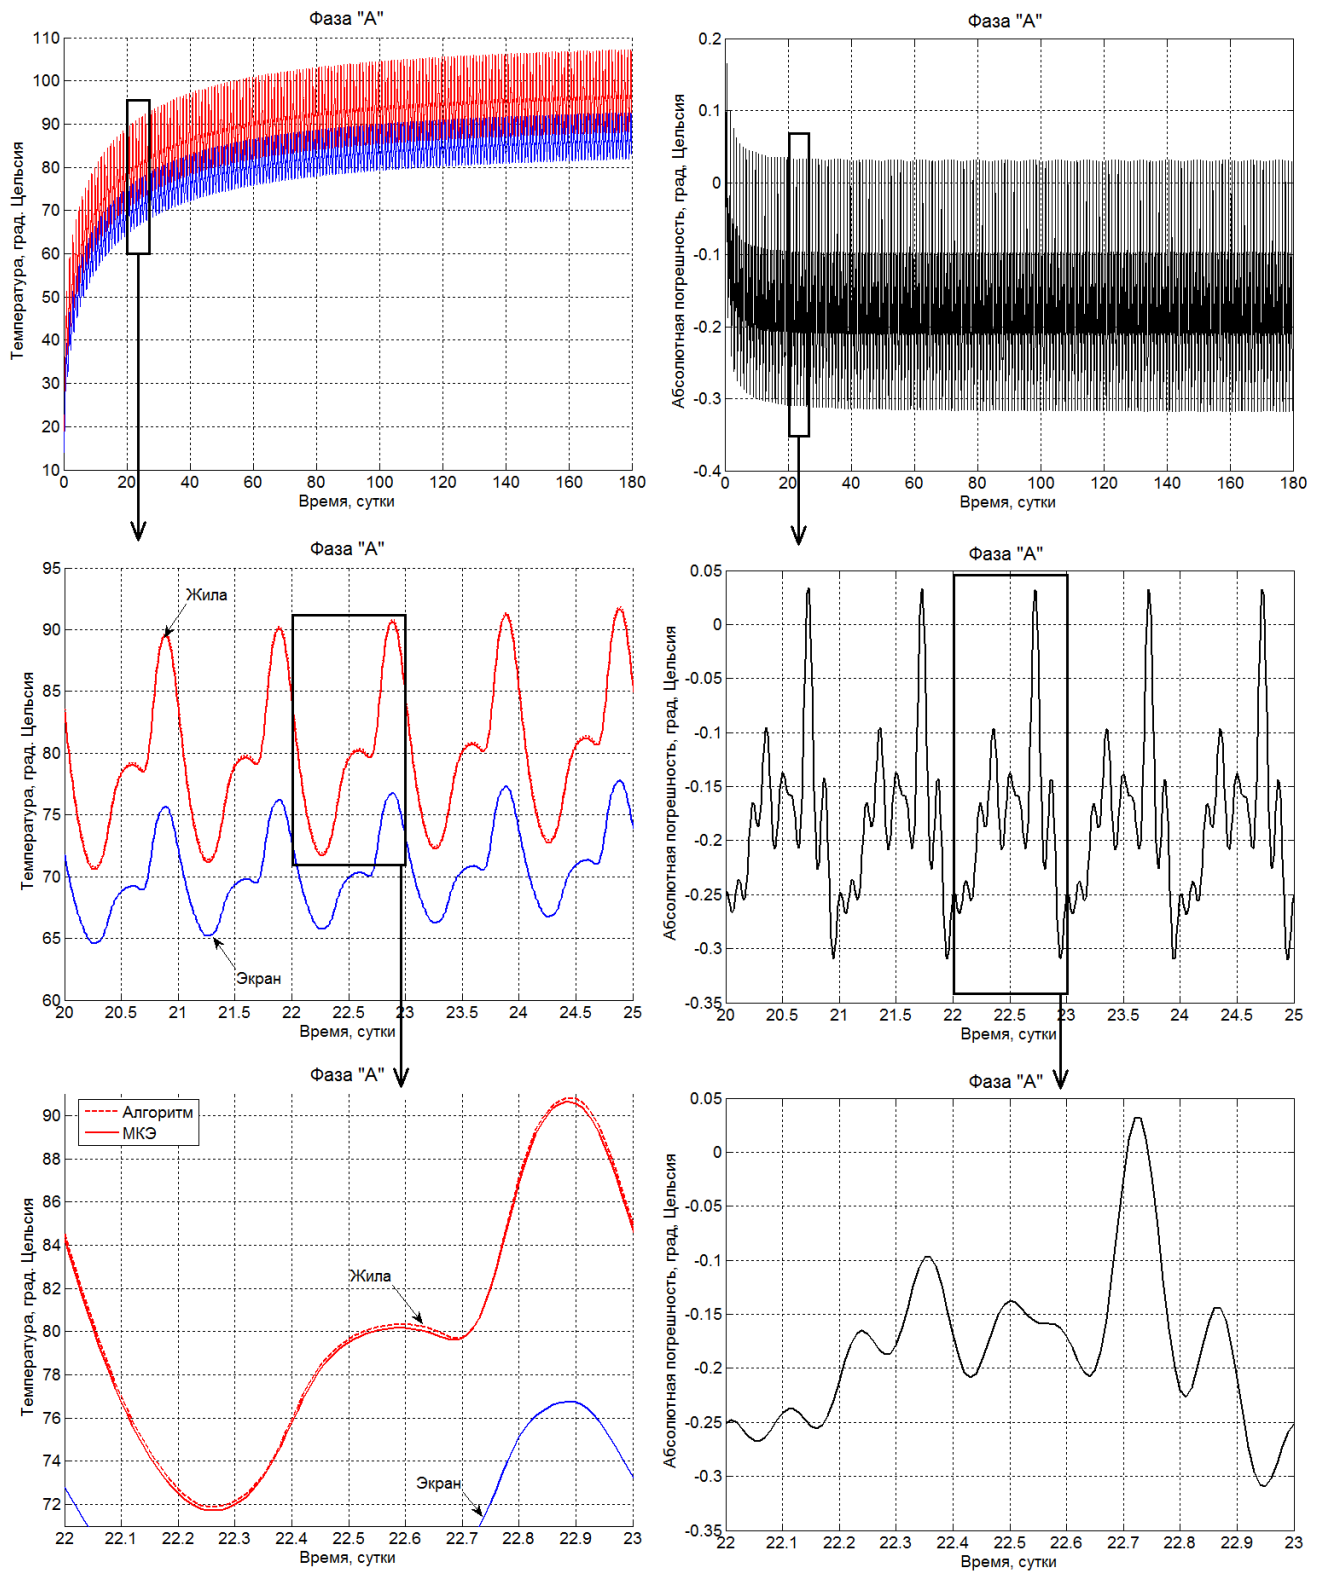 Фаза "А"
Температура, град. Цельсия
110
100
90
80
70
60
50
40
30
20
10
0 20 40 60 80 100 120 140 160 180
Время, сутки
Фаза "А"
Абсолютная погрешность, град, Цельсия
0.2
0.1
0
-0.1
-0.2
-0.3
-0.4
0 20 40 60 80 100 120 140 160 180
Время, сутки
Фаза "А"
Температура, град. Цельсия
95
90
85
80
75
70
65
60
Жила
Экран
20 20.5 21 21.5 22 22.5 23 23.5 24 24.5 25
Время, сутки
Фаза "А"
Абсолютная погрешность, град, Цельсия
0.05
0
-0.05
-0.1
-0.15
-0.2
-0.25
-0.3
-0.35
20 20.5 21 21.5 22 22.5 23 23.5 24 24.5 25
Время, сутки
Фаза "А"
Температура, град. Цельсия
90
88
86
84
82
80
78
76
74
72
Алгоритм
МКЭ
Жила
Экран
22 22.1 22.2 22.3 22.4 22.5 22.6 22.7 22.8 22.9 23
Время, сутки
Фаза "А"
Абсолютная погрешность, град, Цельсия
0.05
0
-0.05
-0.1
-0.15
-0.2
-0.25
-0.3
-0.35
22 22.1 22.2 22.3 22.4 22.5 22.6 22.7 22.8 22.9 23
Время, сутки